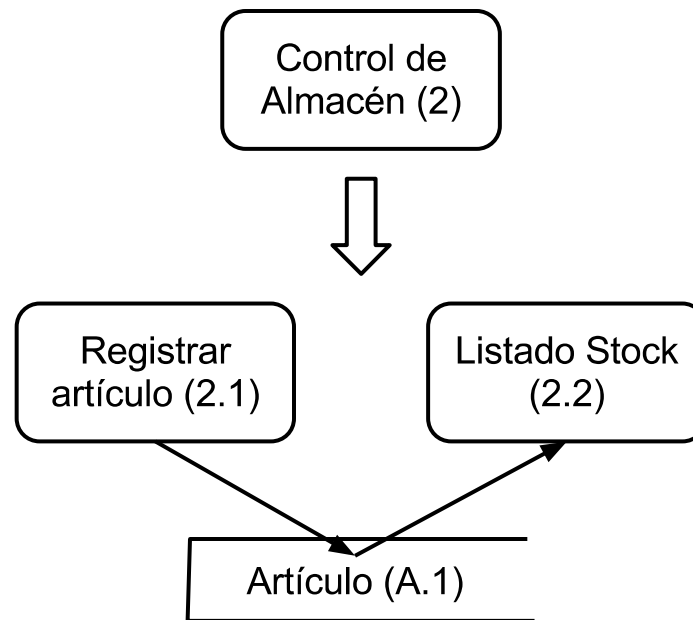 Control de
Almacén (2)
Registrar
artículo (2.1)
Listado Stock
(2.2)
Artículo (A.1)